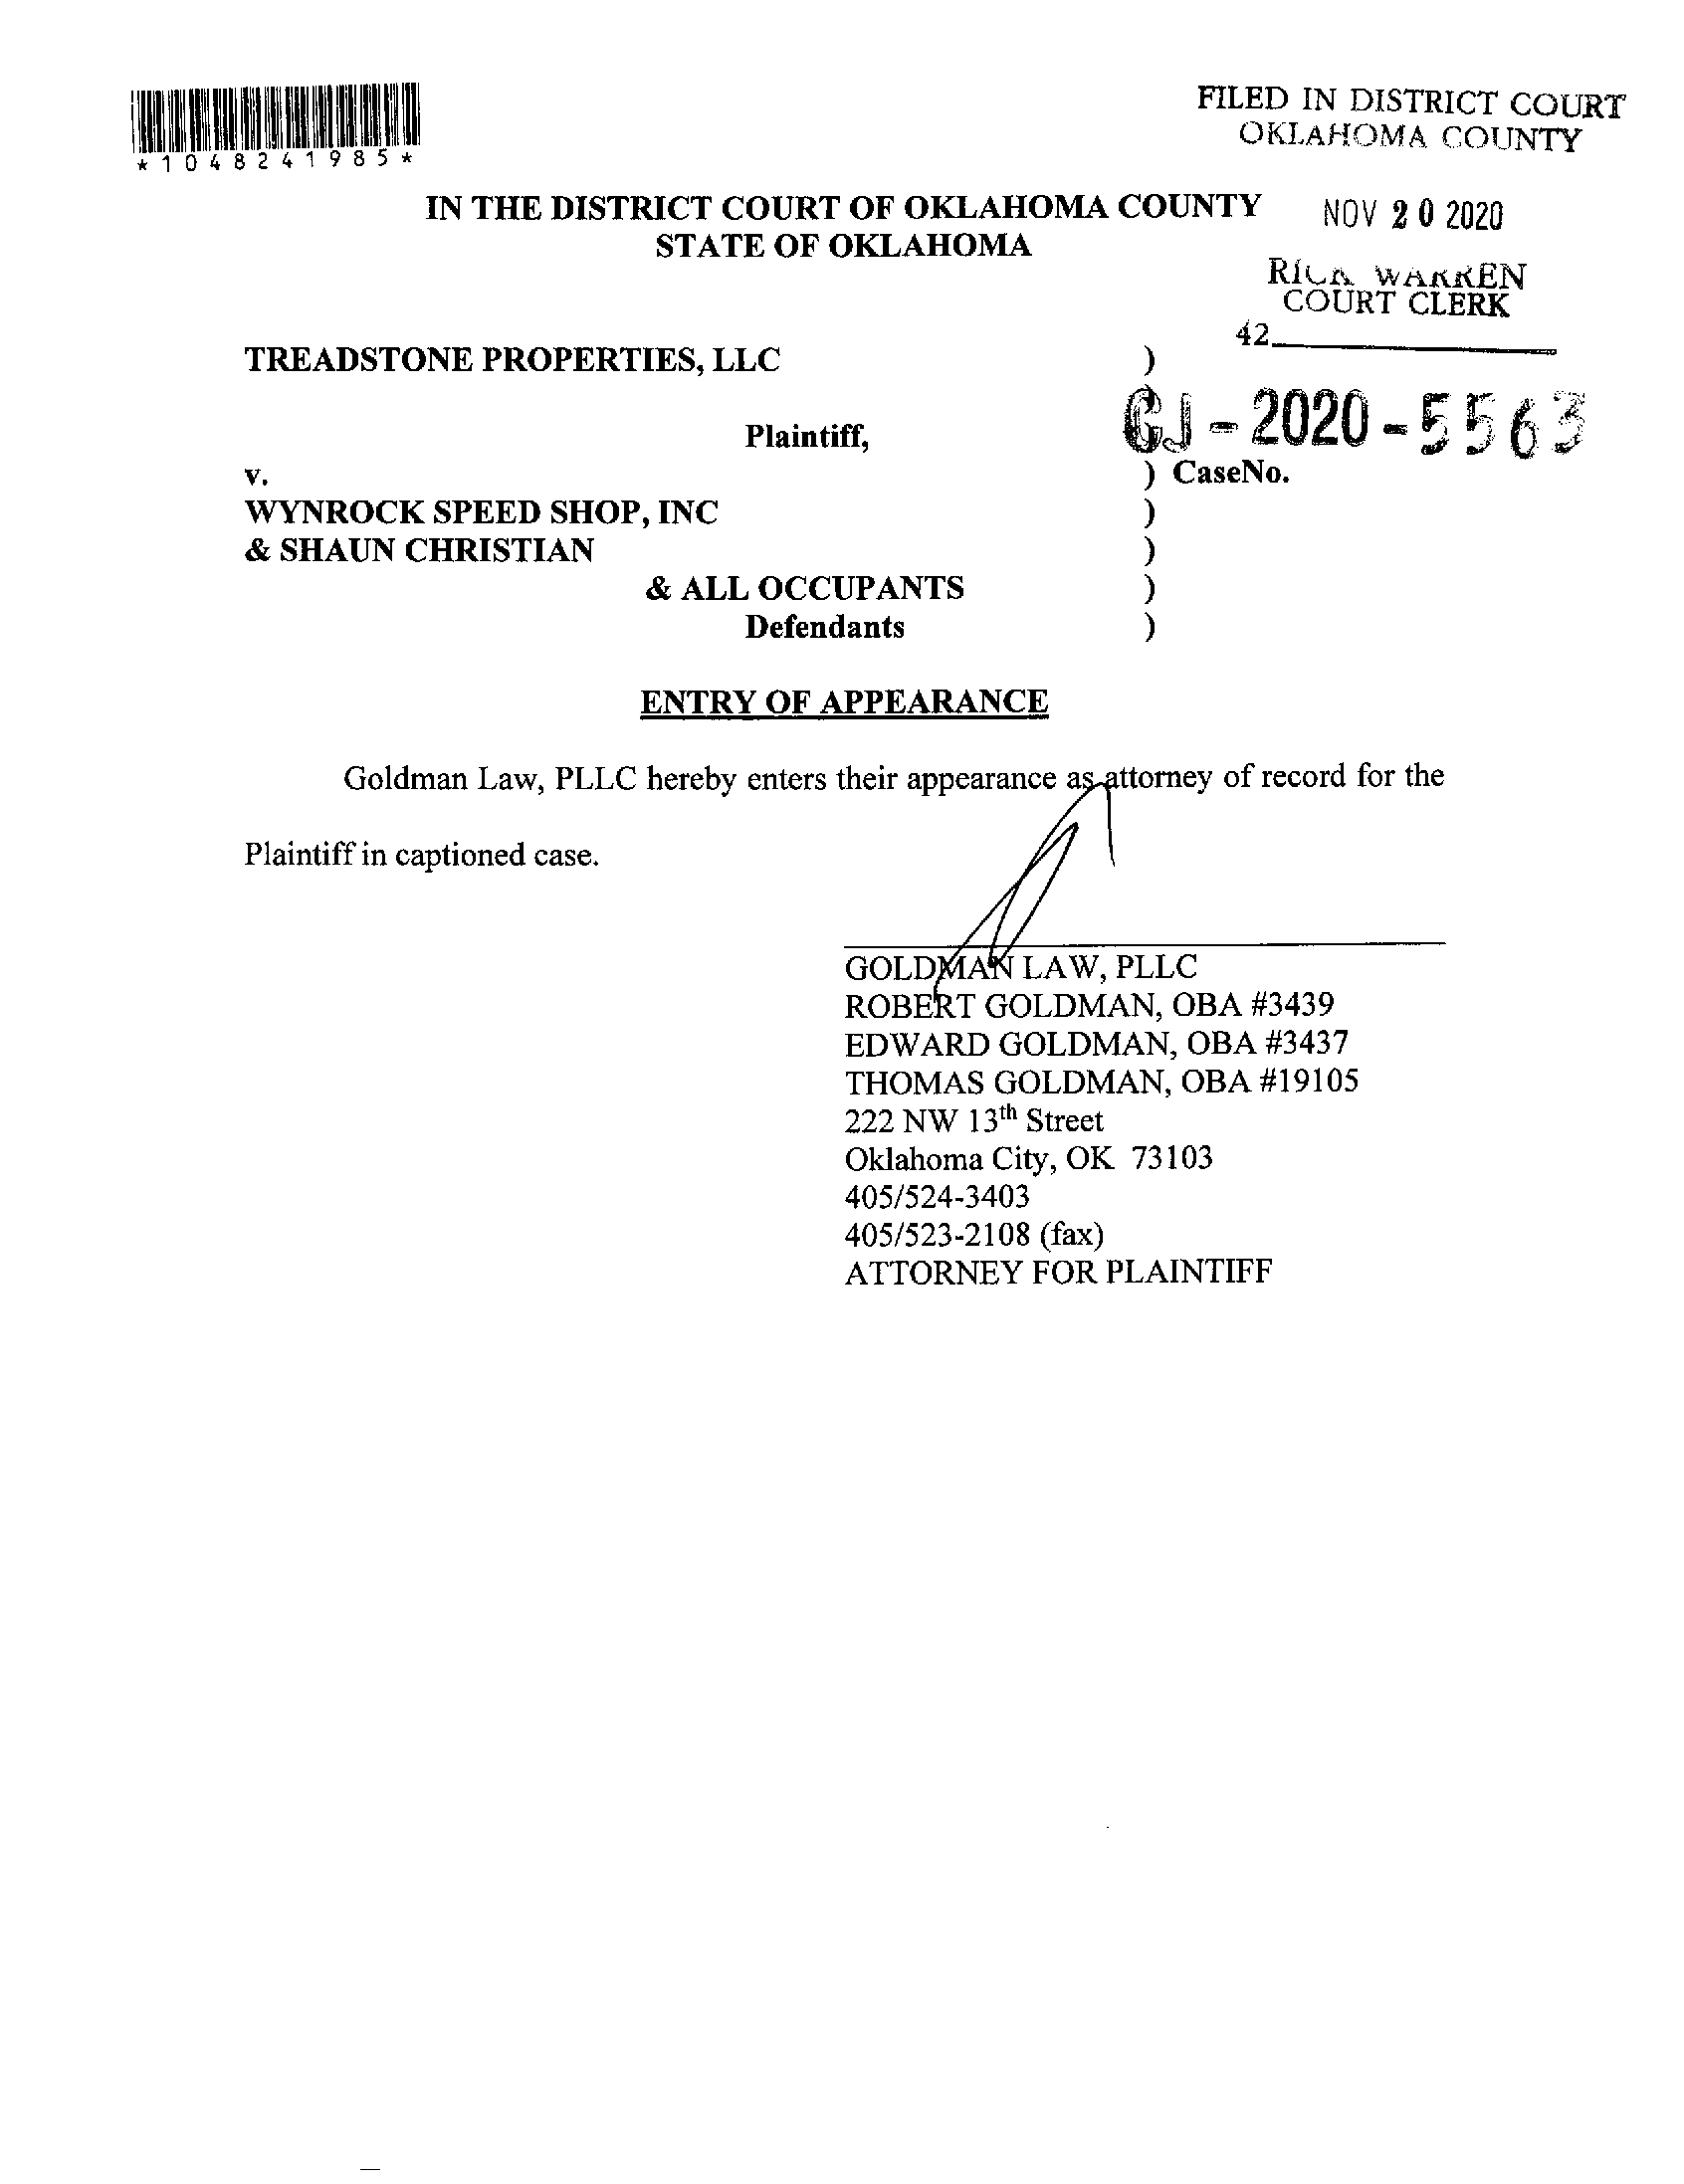 *1048241985*
FILED IN DISTRICT COURT
OKLAHOMA COUNTY
IN THE DISTRICT COURT OF OKLAHOMA COUNTY
STATE OF OKLAHOMA
NOV 20 2020
RICK WARREN
COURT CLERK
42
TREADSTONE PROPERTIES, LLC )
Plaintiff,
CJ-2020-5563
v. ) CaseNo.
WYNROCK SPEED SHOP, INC )
& SHAUN CHRISTIAN )
& ALL OCCUPANTS )
Defendants )
ENTRY OF APPEARANCE
Goldman Law, PLLC hereby enters their appearance as attorney of record for the
Plaintiff in captioned case.
GOLDMAN LAW, PLLC
ROBERT GOLDMAN, OBA #3439
EDWARD GOLDMAN, OBA #3437
THOMAS GOLDMAN, OBA #19105
222 NW 13th Street
Oklahoma City, OK 73103
405/524-3403
405/523-2108 (fax)
ATTORNEY FOR PLAINTIFF